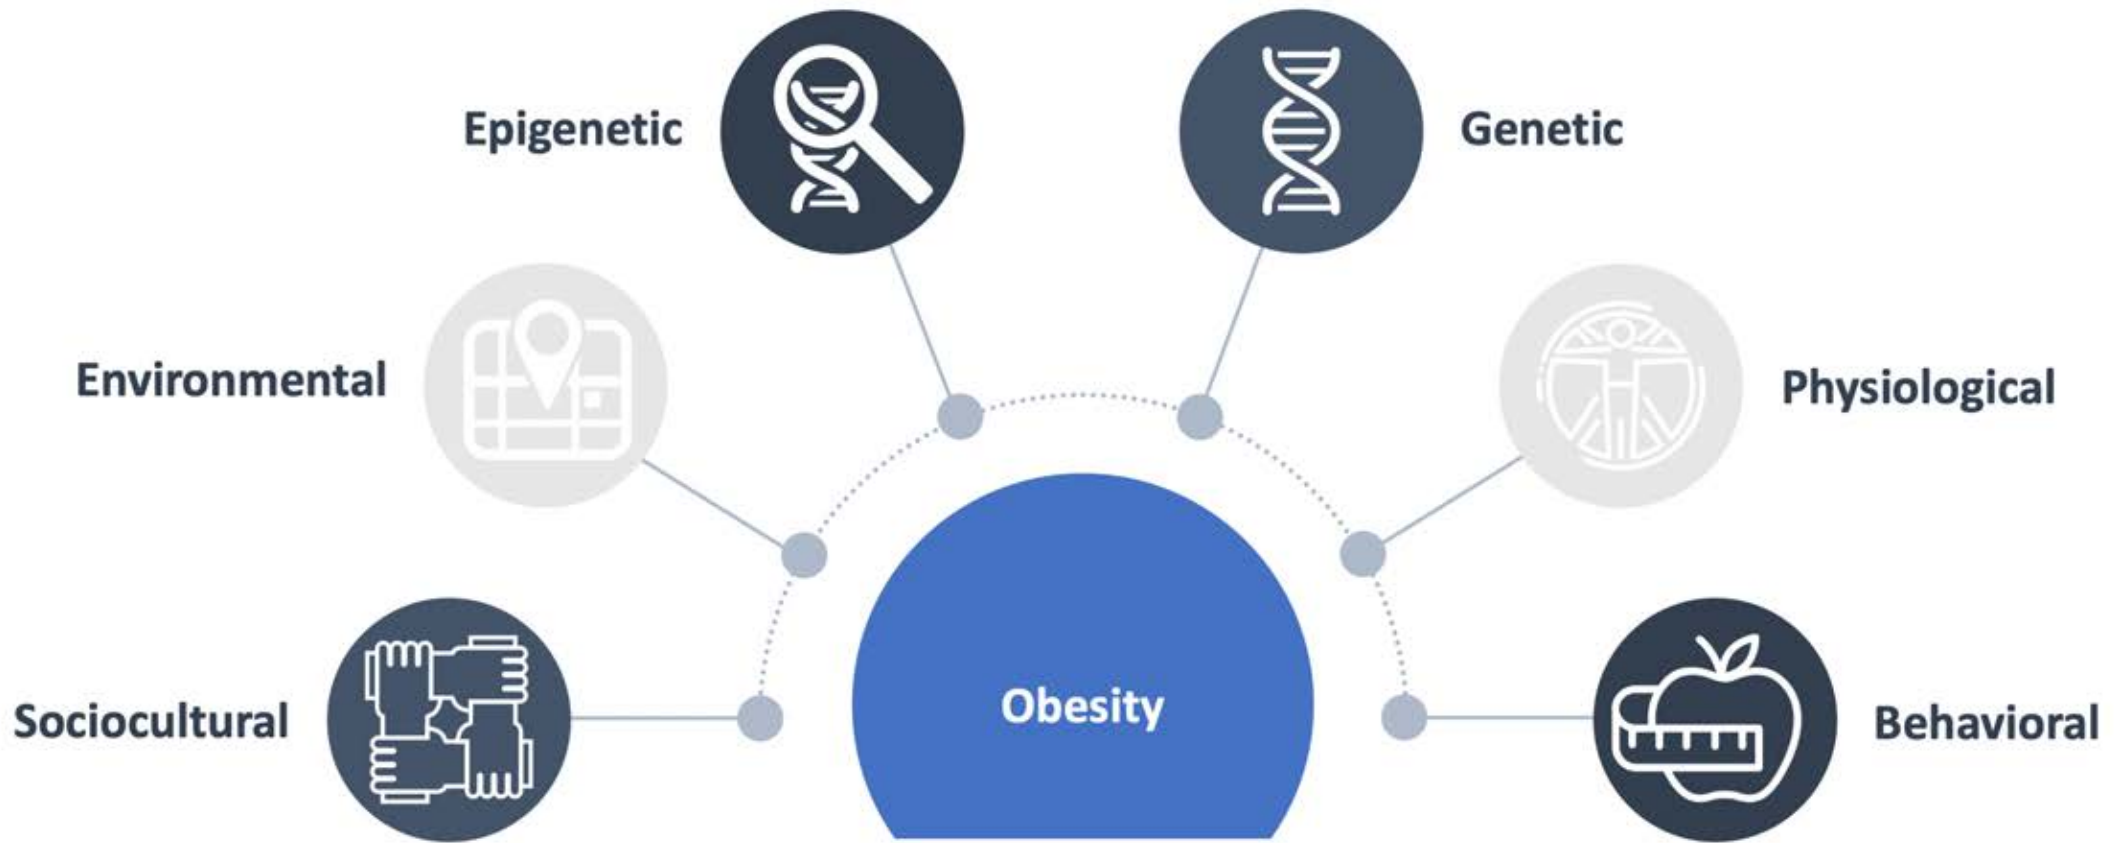 Epigenetic
Genetic
Environmental
Physiological
Sociocultural
Obesity
Behavioral